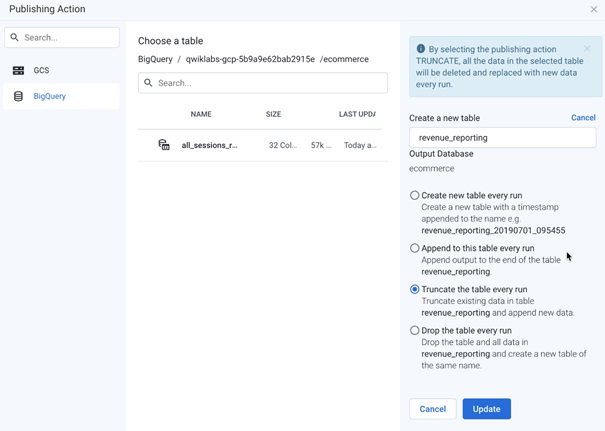 Publishing Action
Search...
GCS
BigQuery
Choose a table
BigQuery / qwiklabs-gcp-5b9a9e62bab2915e /ecommerce
Search...
NAME SIZE LAST UPDA
all_sessions_r... 32 Col... 57k ... Today a...
By selecting the publishing action
TRUNCATE, all the data in the selected table
will be deleted and replaced with new data
every run.
Create a new table Cancel
revenue_reporting
Output Database
ecommerce
Create new table every run
Create a new table with a timestamp
appended to the name e.g.
revenue_reporting_20190701_095455
Append to this table every run
Append output to the end of the table
revenue_reporting.
Truncate the table every run
Truncate existing data in table
revenue_reporting and append new data.
Drop the table every run
Drop the table and all data in
revenue_reporting and create a new table of
the same name.
Cancel Update